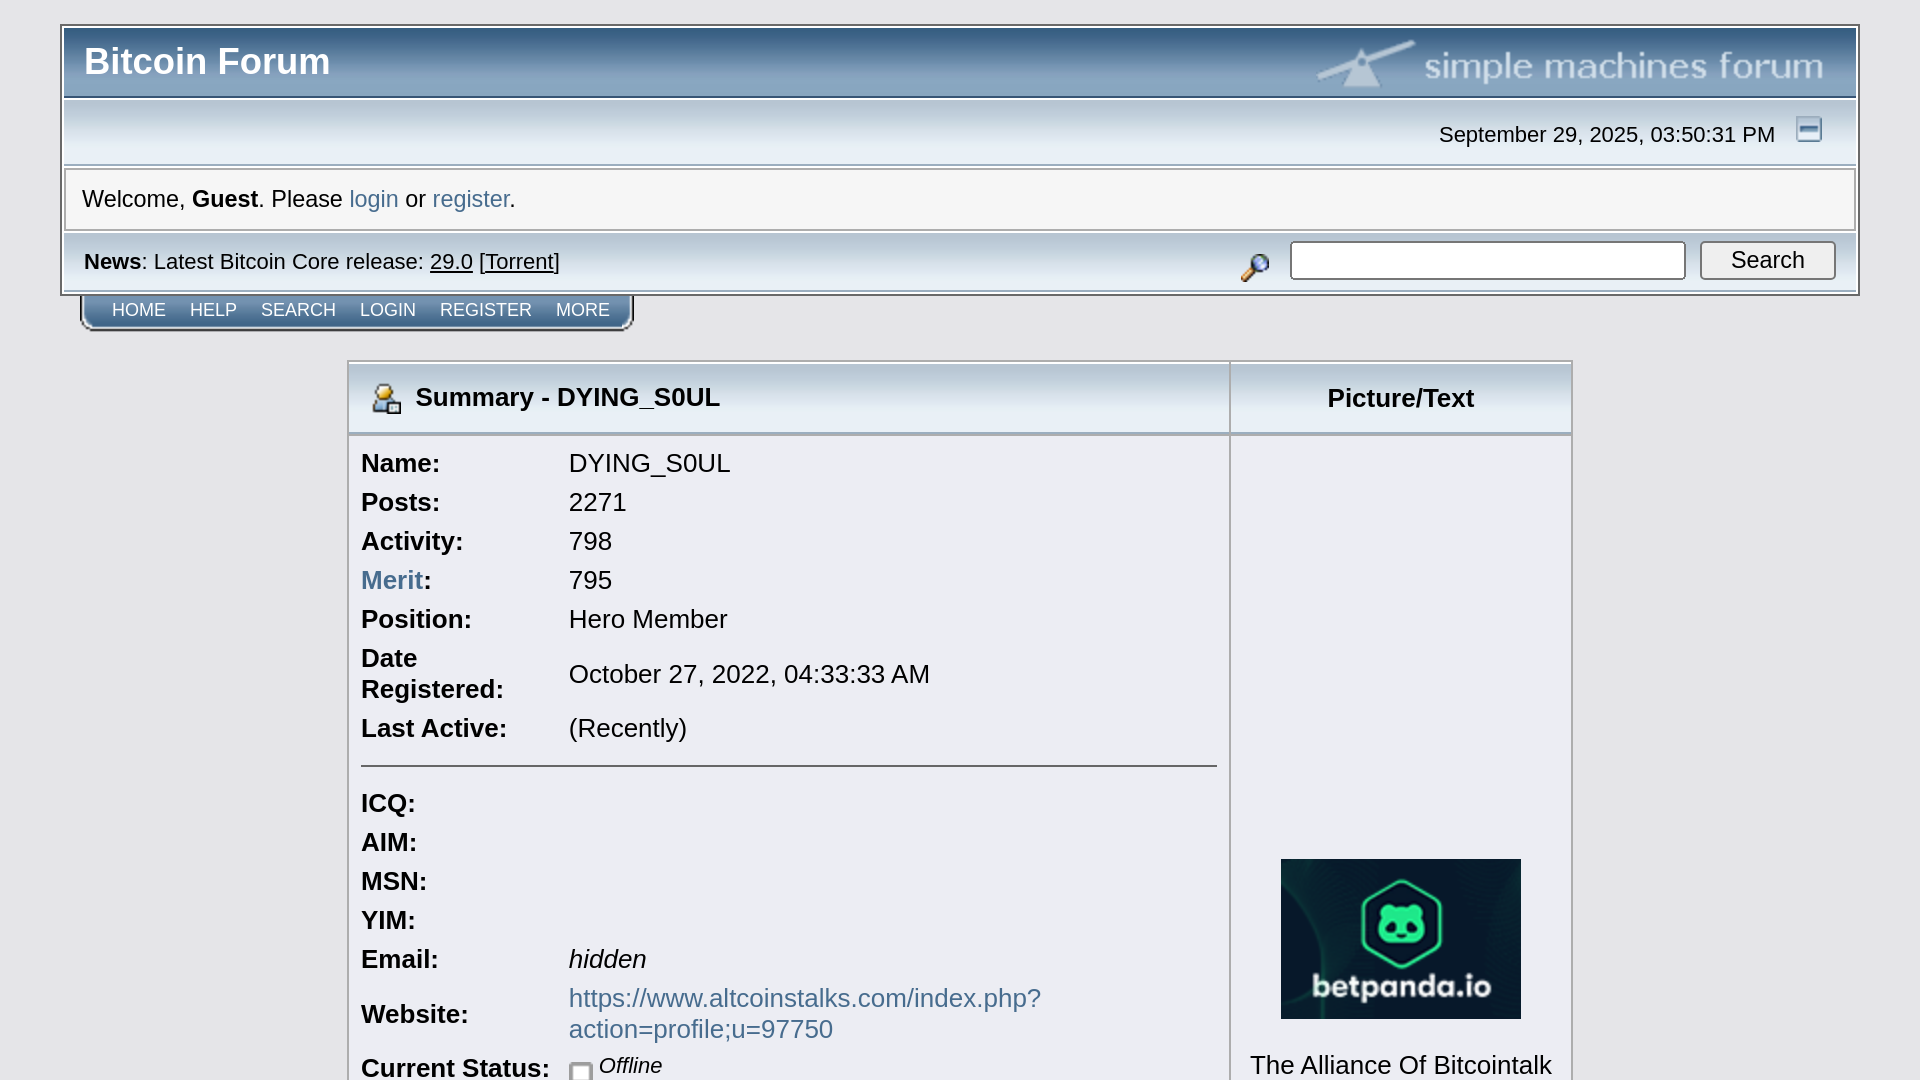 Bitcoin Forum
simple machines forum
September 29, 2025, 03:50:31 PM
Welcome, Guest. Please login or register.
News: Latest Bitcoin Core release: 29.0 [Torrent]
Search
HOME HELP SEARCH LOGIN REGISTER MORE
Summary - DYING_S0UL
Picture/Text
Name: DYING_S0UL
Posts: 2271
Activity: 798
Merit: 795
Position: Hero Member
Date
Registered:
October 27, 2022, 04:33:33 AM
Last Active: (Recently)
ICQ:
AIM:
MSN:
YIM:
Email: hidden
Website:
https://www.altcoinstalks.com/index.php?
action=profile;u=97750
Current Status: Offline
betpanda.io
The Alliance Of Bitcointalk